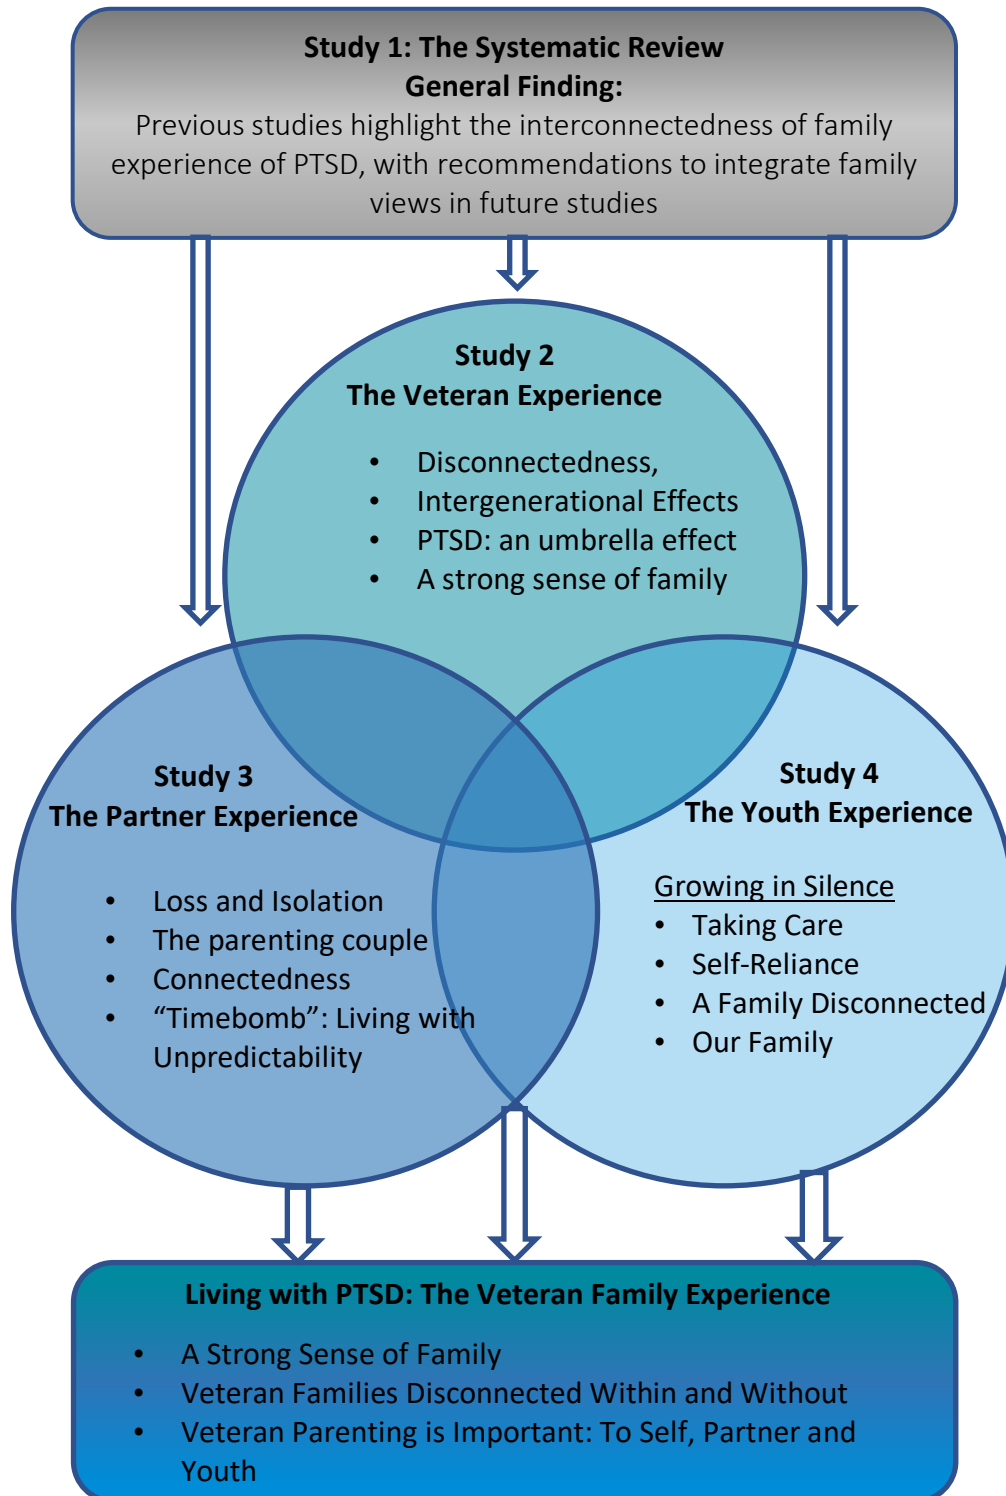 Study 1: The Systematic Review
General Finding:
Previous studies highlight the interconnectedness of family
experience of PTSD, with recommendations to integrate family
views in future studies
Study 2
The Veteran Experience
• Disconnectedness,
• Intergenerational Effects
• PTSD: an umbrella effect
• A strong sense of family
Study 3
The Partner Experience
• Loss and Isolation
• The parenting couple
• Connectedness
• “Timebomb”: Living with
Unpredictability
Study 4
The Youth Experience
Growing in Silence
• Taking Care
• Self-Reliance
• A Family Disconnected
• Our Family
Living with PTSD: The Veteran Family Experience
• A Strong Sense of Family
• Veteran Families Disconnected Within and Without
• Veteran Parenting is Important: To Self, Partner and
Youth